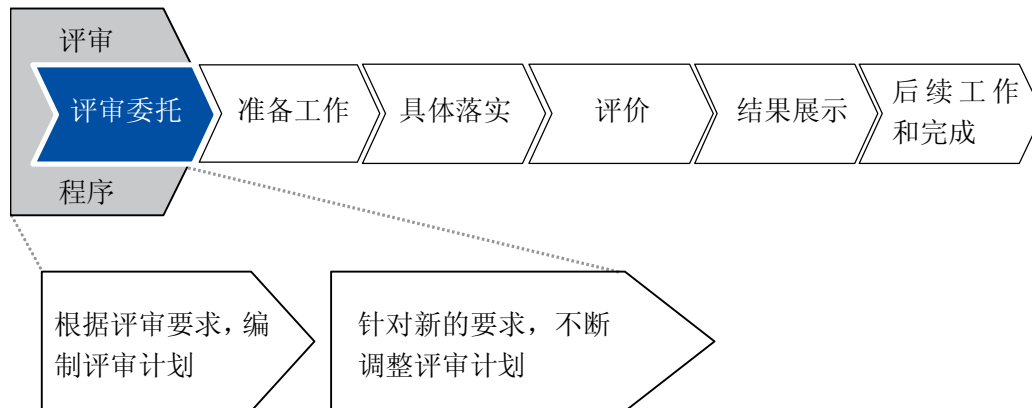 评审
评审委托
程序
准备工作
具体落实
评价
结果展示
后续工作
和完成
根据评审要求，编
制评审计划
针对新的要求，不断
调整评审计划